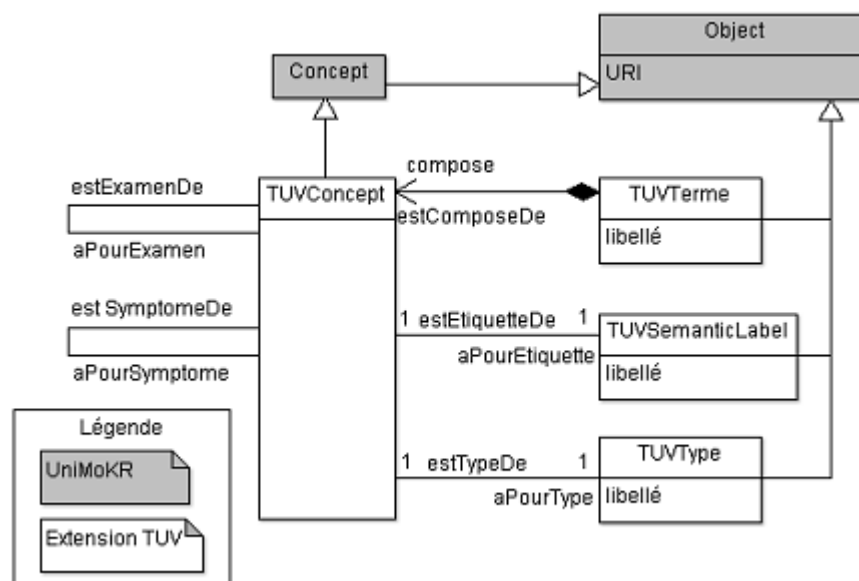 Object
Concept
URI
estExamenDe
compose
TUVConcept
TUVTerme
estComposeDe
libellé
aPourExamen
est SymptomeDe
1 estEtiquetteDe 1
TUVSemanticLabel
aPourEtiquette
libellé
aPourSymptome
Légende
UniMoKR
1 estTypeDe 1
TUVType
aPourType
libellé
Extension TUV